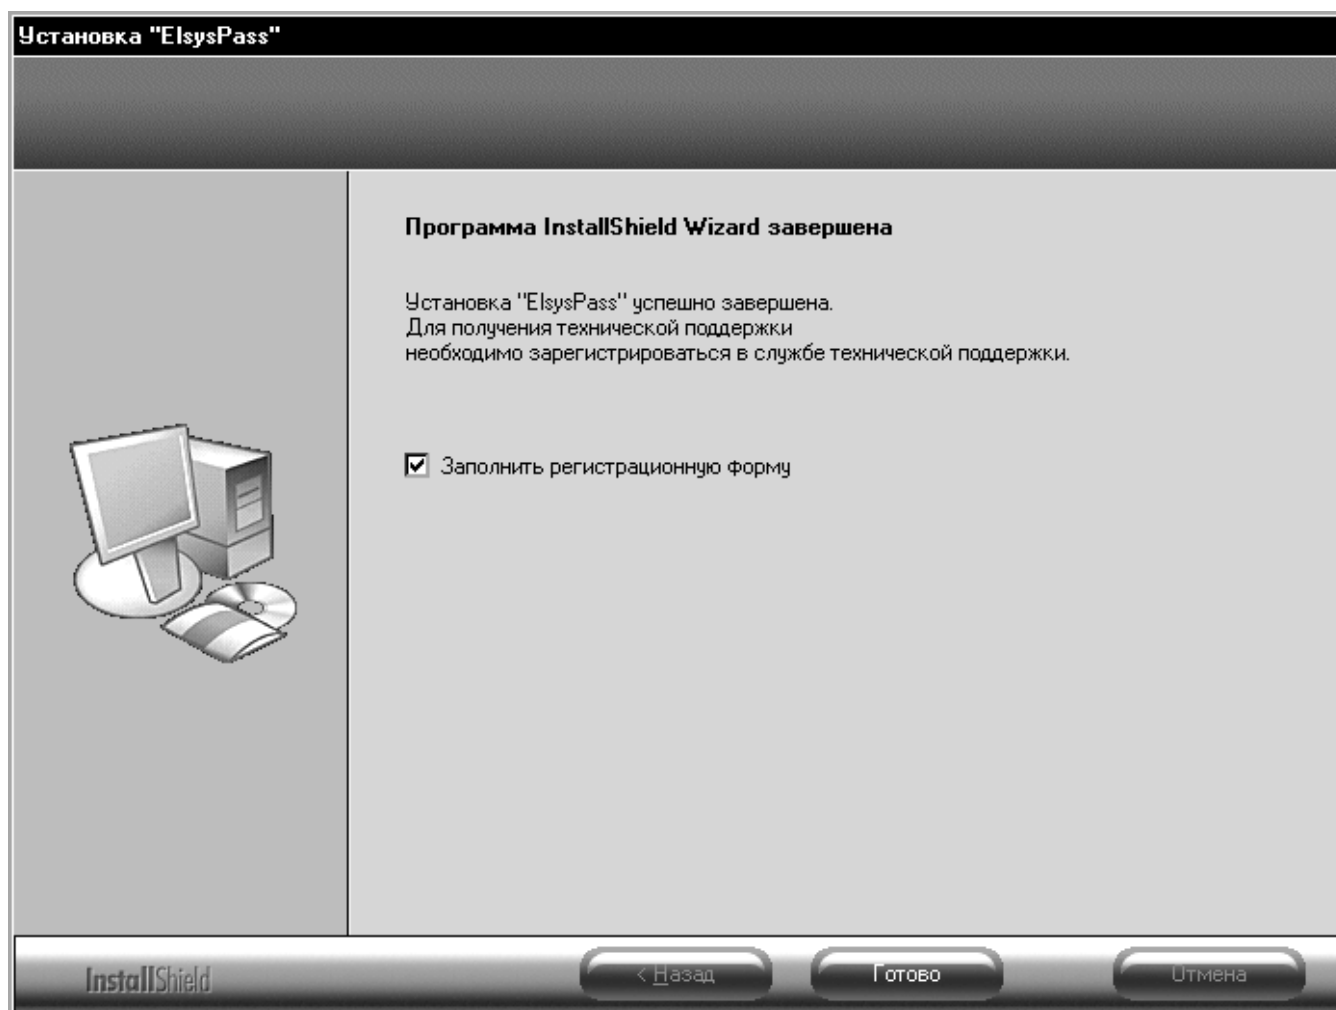 Установка "ElsysPass"
Программа InstallShield Wizard завершена
Установка "ElsysPass" успешно завершена.
Для получения технической поддержки
необходимо зарегистрироваться в службе технической поддержки.
Заполнить регистрационную форму
InstallShield
< Назад
Готово
Отмена